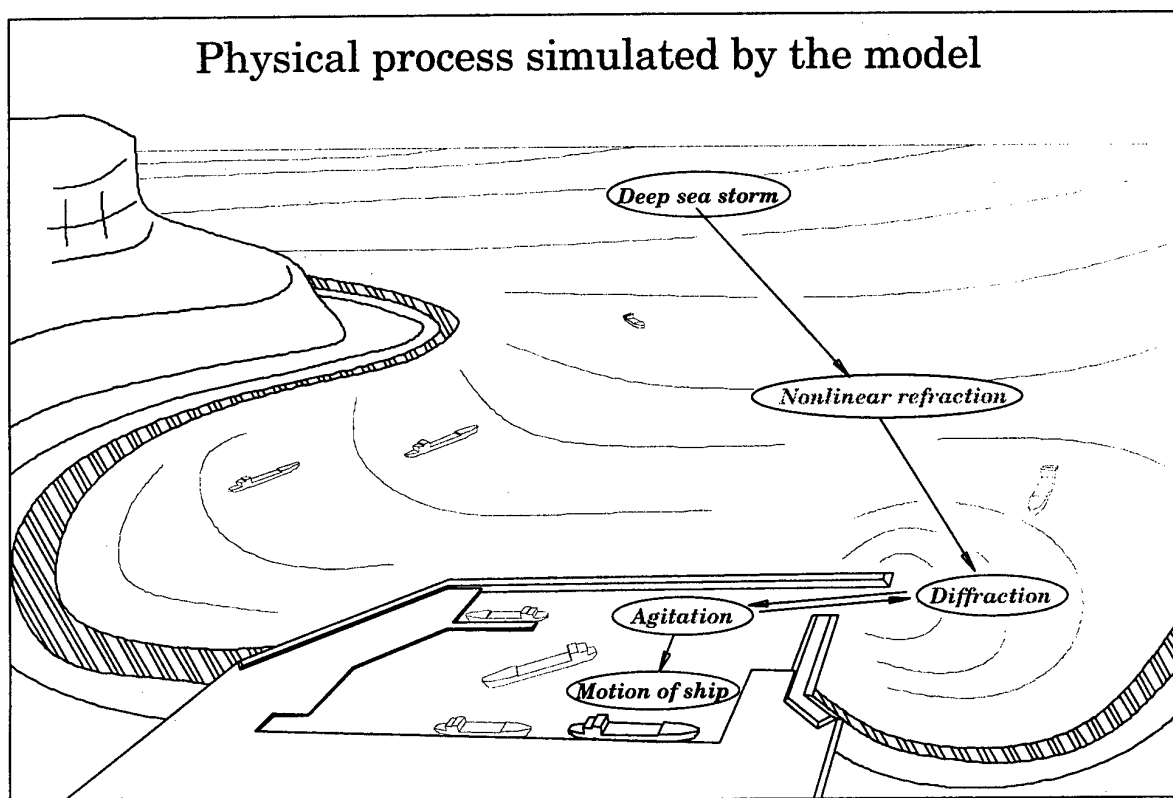 Physical process simulated by the model
Deep sea storm
Nonlinear refraction
Diffraction
Agitation
Motion of ship